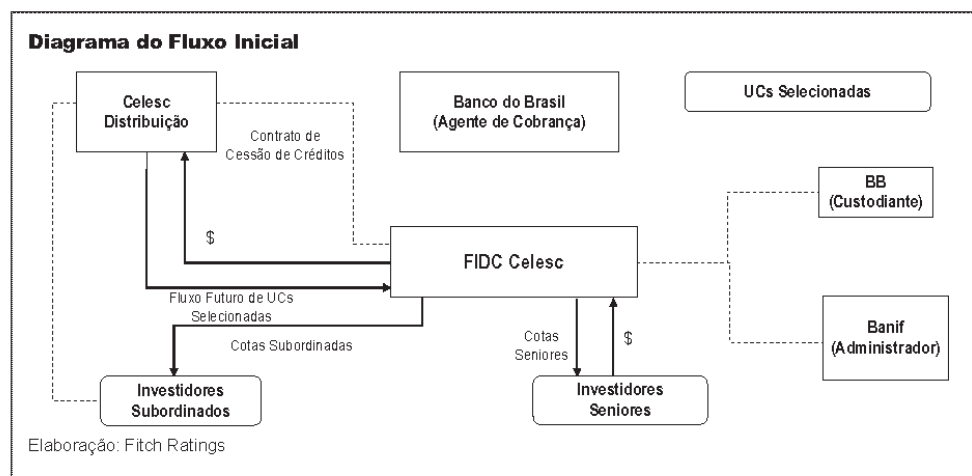 Diagrama do Fluxo Inicial
Celesc
Distribuição
Banco do Brasil
(Agente de Cobrança)
UCs Selecionadas
Contrato de
Cessão de Créditos
BB
(Custodiante)
$
FIDC Celesc
Fluxo Futuro de UCs
Selecionadas
Cotas Subordinadas
Cotas
Seniores
$
Banif
(Administrador)
Investidores
Subordinados
Investidores
Seniores
Elaboração: Fitch Ratings